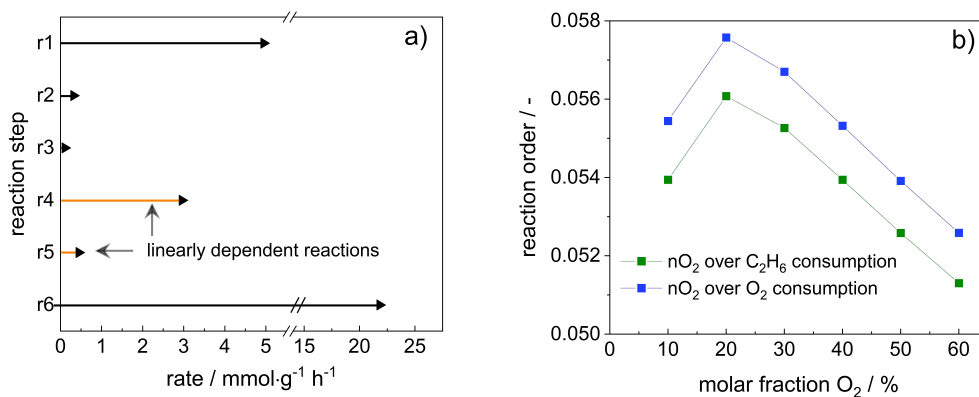 a)
reaction step
r1
r2
r3
r4
r5
r6
linearly dependent reactions
0 1 2 3 4 5 15 20 25
rate / mmol·g⁻¹ h⁻¹
b)
reaction order / -
0.058
0.056
0.054
0.052
0.050
nO₂ over C₂H₆ consumption
nO₂ over O₂ consumption
0 10 20 30 40 50 60
molar fraction O₂ / %